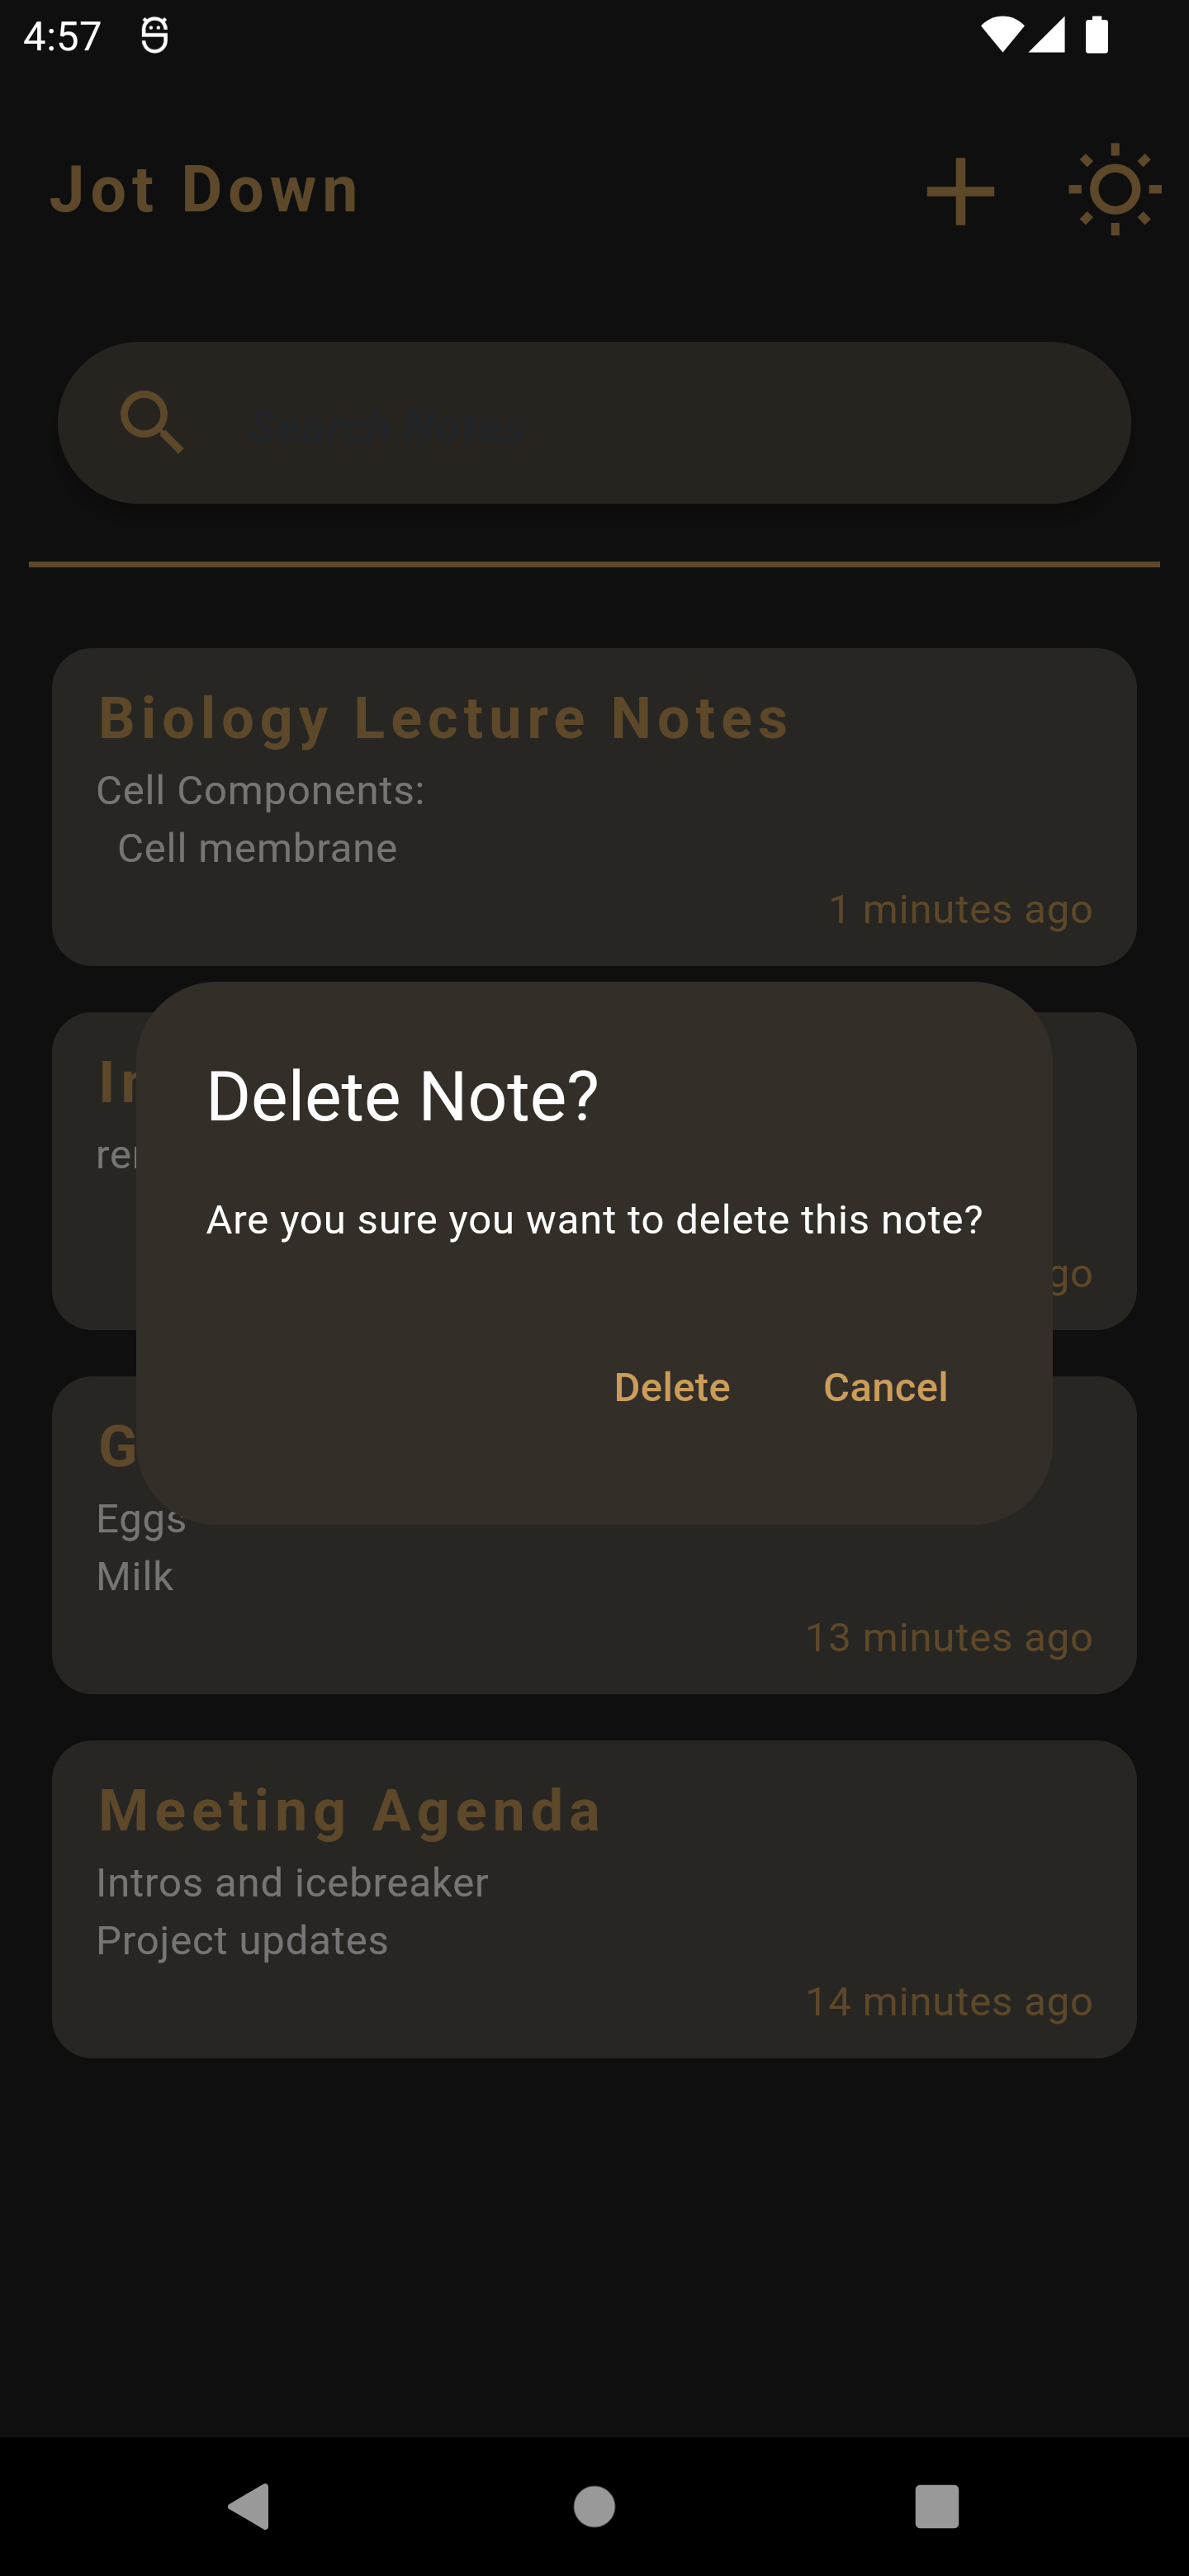 4:57
Jot Down
Search Notes
Biology Lecture Notes
Cell Components:
Cell membrane
1 minutes ago
Delete Note?
Are you sure you want to delete this note?
go
Delete
Cancel
Eggs
Milk
13 minutes ago
Meeting Agenda
Intros and icebreaker
Project updates
14 minutes ago